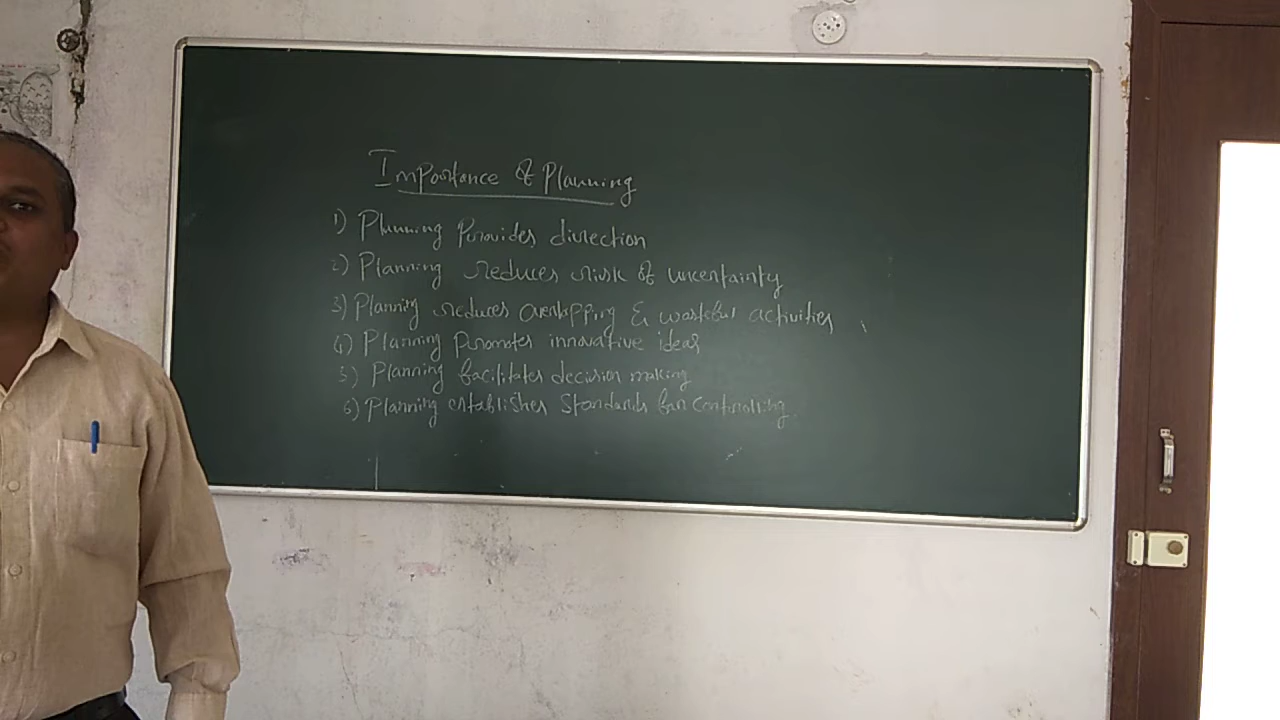 Importance of Planning
1) Planning Provides direction
2) Planning reduces risk of uncertainty
3) Planning reduces overlapping & wasteful activities
4) Planning Promotes innovative ideas
5) Planning facilitates decision making
6) Planning establishes Standards for Controlling.